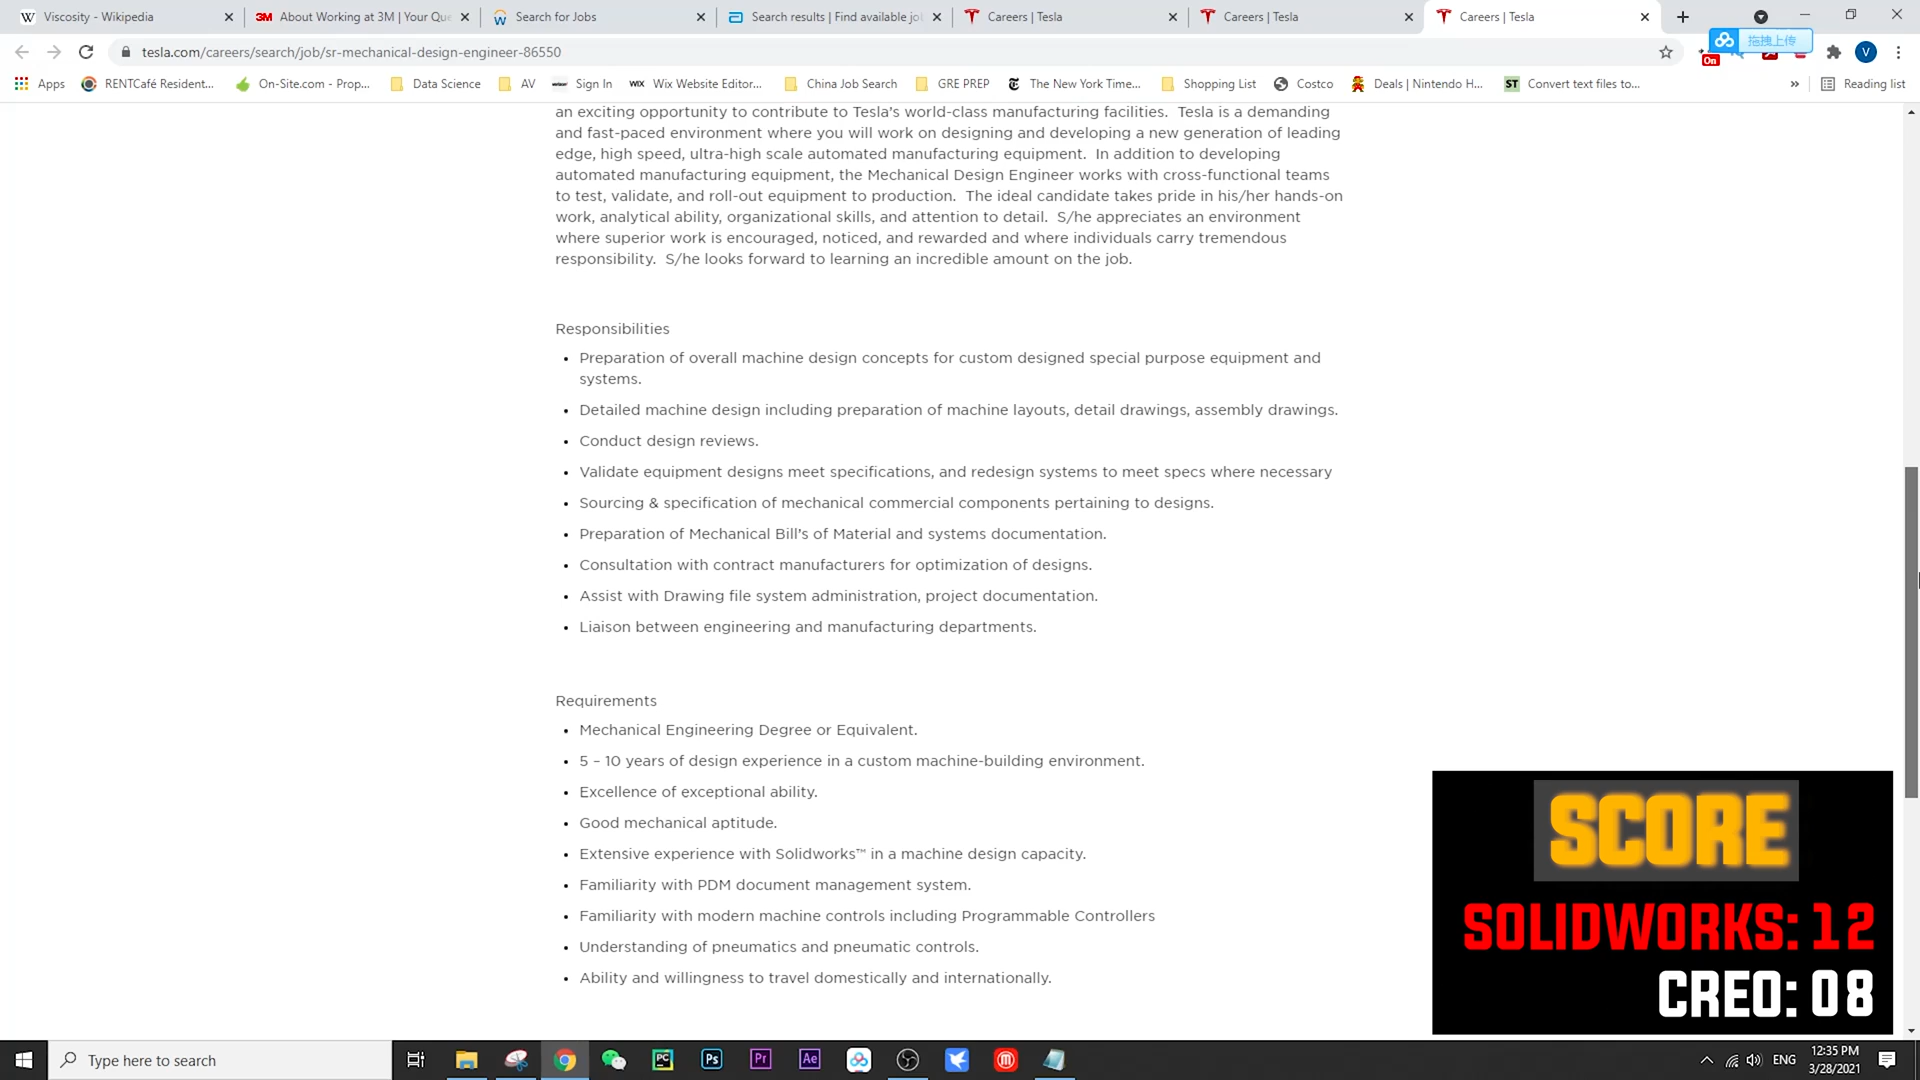 Viscosity - Wikipedia
3M About Working at 3M | Your Que
Search for Jobs
Search results | Find available jo
Careers | Tesla
Careers | Tesla
Careers | Tesla
tesla.com/careers/search/job/sr-mechanical-design-engineer-86550
拖拽上传
On
V
Apps
RENTCafé Resident...
On-Site.com - Prop...
Data Science
AV
Sign In
WIX Wix Website Editor...
China Job Search
GRE PREP
The New York Time...
Shopping List
Costco
Deals | Nintendo H...
ST Convert text files to...
»
Reading list
an exciting opportunity to contribute to Tesla's world-class manufacturing facilities. Tesla is a demanding
and fast-paced environment where you will work on designing and developing a new generation of leading
edge, high speed, ultra-high scale automated manufacturing equipment. In addition to developing
automated manufacturing equipment, the Mechanical Design Engineer works with cross-functional teams
to test, validate, and roll-out equipment to production. The ideal candidate takes pride in his/her hands-on
work, analytical ability, organizational skills, and attention to detail. S/he appreciates an environment
where superior work is encouraged, noticed, and rewarded and where individuals carry tremendous
responsibility. S/he looks forward to learning an incredible amount on the job.
Responsibilities
• Preparation of overall machine design concepts for custom designed special purpose equipment and
systems.
• Detailed machine design including preparation of machine layouts, detail drawings, assembly drawings.
• Conduct design reviews.
• Validate equipment designs meet specifications, and redesign systems to meet specs where necessary
• Sourcing & specification of mechanical commercial components pertaining to designs.
• Preparation of Mechanical Bill's of Material and systems documentation.
• Consultation with contract manufacturers for optimization of designs.
• Assist with Drawing file system administration, project documentation.
• Liaison between engineering and manufacturing departments.
Requirements
• Mechanical Engineering Degree or Equivalent.
• 5 – 10 years of design experience in a custom machine-building environment.
• Excellence of exceptional ability.
• Good mechanical aptitude.
• Extensive experience with Solidworks™ in a machine design capacity.
• Familiarity with PDM document management system.
• Familiarity with modern machine controls including Programmable Controllers
• Understanding of pneumatics and pneumatic controls.
• Ability and willingness to travel domestically and internationally.
SCORE
SOLIDWORKS: 12
CREO: 08
Type here to search
PC
Ps
Pr
Ae
ENG
12:35 PM
3/28/2021